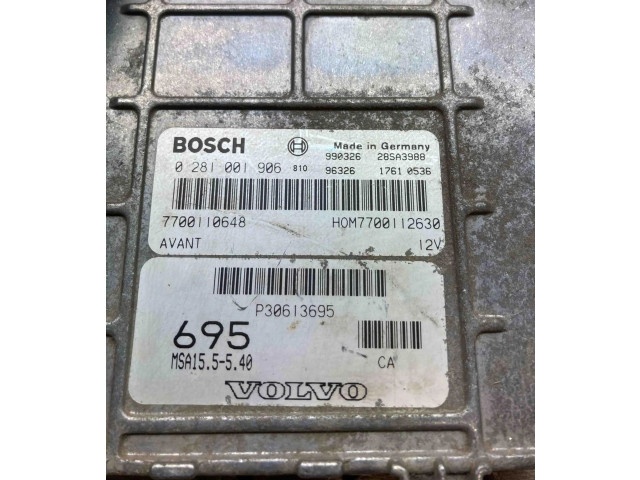 BOSCH
Made in Germany
0 281 001 906 810
990326 28SA3988
96326 1761 0536
7700110648 HOM7700112630
AVANT 12V
P30613695
695
MSA15.5-5.40
CA
VOLVO